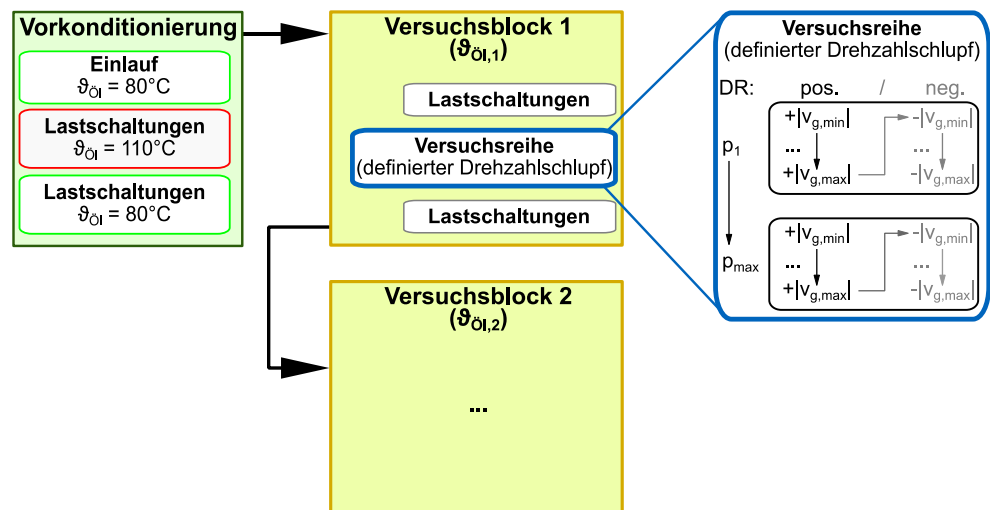 Vorkonditionierung
Einlauf
ϑÖl = 80°C
Lastschaltungen
ϑÖl = 110°C
Lastschaltungen
ϑÖl = 80°C
Versuchsblock 1
(ϑÖl,1)
Lastschaltungen
Versuchsreihe
(definierter Drehzahlschlupf)
Lastschaltungen
Versuchsblock 2
(ϑÖl,2)
...
Versuchsreihe
(definierter Drehzahlschlupf)
DR: pos. / neg.
+|vg,min| -|vg,min|
p1 ... ...
+|vg,max| -|vg,max|
+|vg,min| -|vg,min|
pmax ... ...
+|vg,max| -|vg,max|